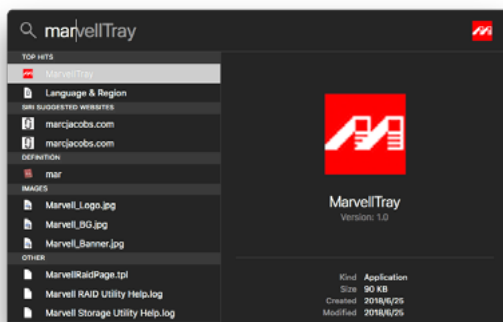 marvellTray
TOP HITS
MarvellTray
Language & Region
SIRI SUGGESTED WEBSITES
marcjacobs.com
marcjacobs.com
DEFINITION
mar
IMAGES
Marvell_Logo.jpg
Marvell_BG.jpg
Marvell_Banner.jpg
OTHER
MarvellRaidPage.tpl
Marvell RAID Utility Help.log
Marvell Storage Utility Help.log
MarvellTray
Version: 1.0
Kind Application
Size 90 KB
Created 2018/6/25
Modified 2018/6/25